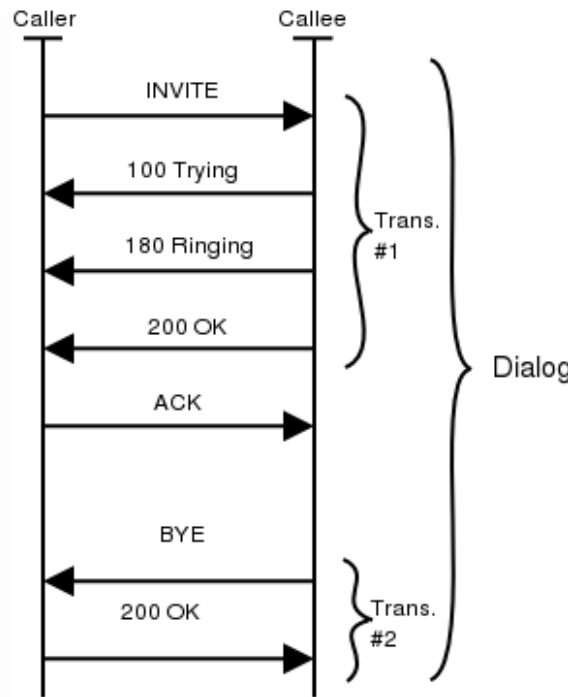 Caller Callee
INVITE
100 Trying
Trans.
#1
180 Ringing
200 OK
Dialog
ACK
BYE
200 OK
Trans.
#2